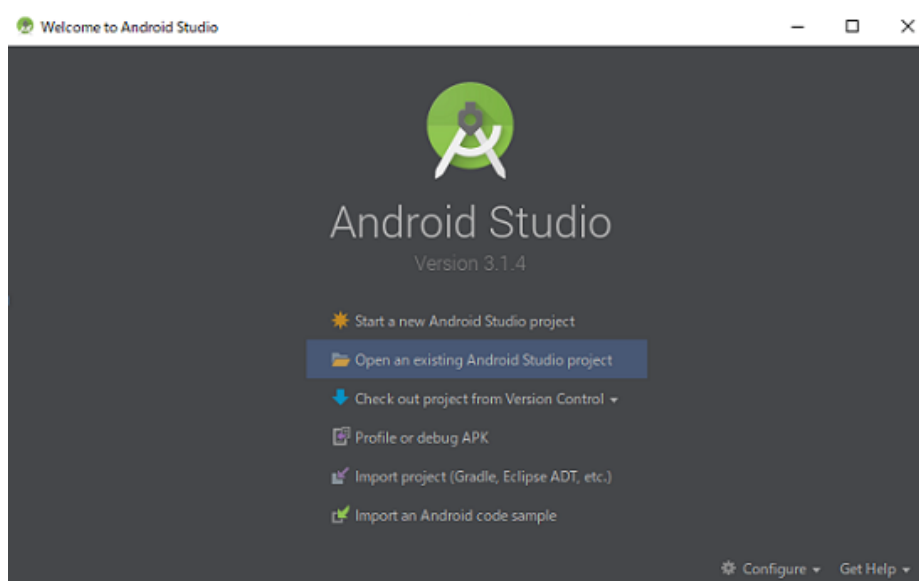 Welcome to Android Studio
Android Studio
Version 3.1.4
Start a new Android Studio project
Open an existing Android Studio project
Check out project from Version Control
Profile or debug APK
Import project (Gradle, Eclipse ADT, etc.)
Import an Android code sample
Configure Get Help